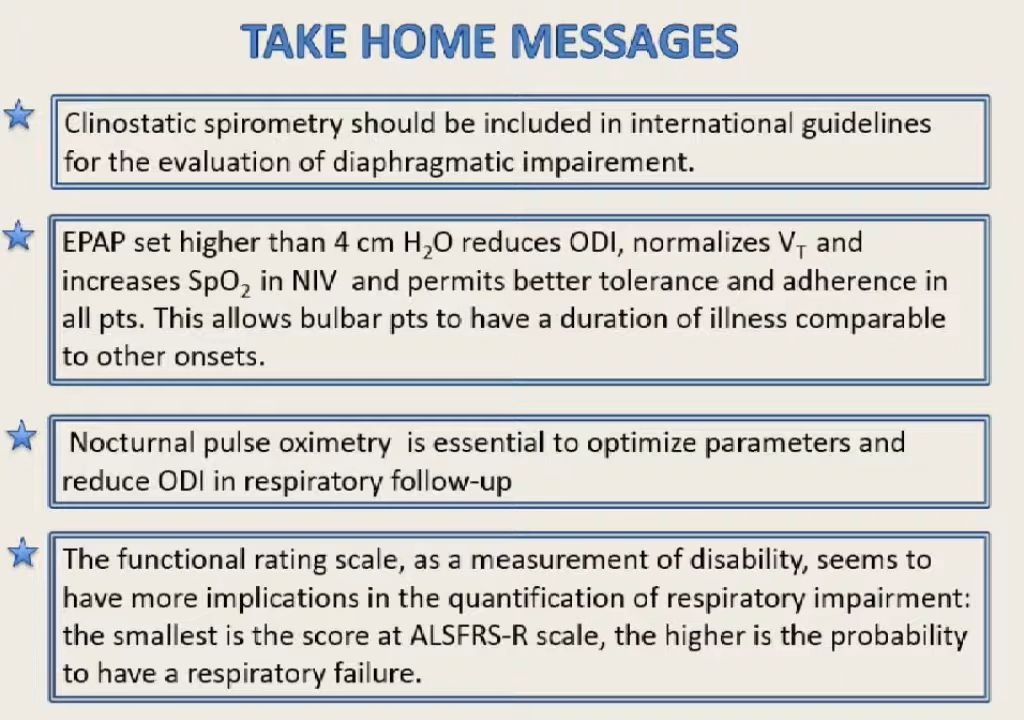 TAKE HOME MESSAGES
Clinostatic spirometry should be included in international guidelines
for the evaluation of diaphragmatic impairement.
EPAP set higher than 4 cm H₂O reduces ODI, normalizes V_T and
increases SpO₂ in NIV and permits better tolerance and adherence in
all pts. This allows bulbar pts to have a duration of illness comparable
to other onsets.
Nocturnal pulse oximetry is essential to optimize parameters and
reduce ODI in respiratory follow-up
The functional rating scale, as a measurement of disability, seems to
have more implications in the quantification of respiratory impairment:
the smallest is the score at ALSFRS-R scale, the higher is the probability
to have a respiratory failure.